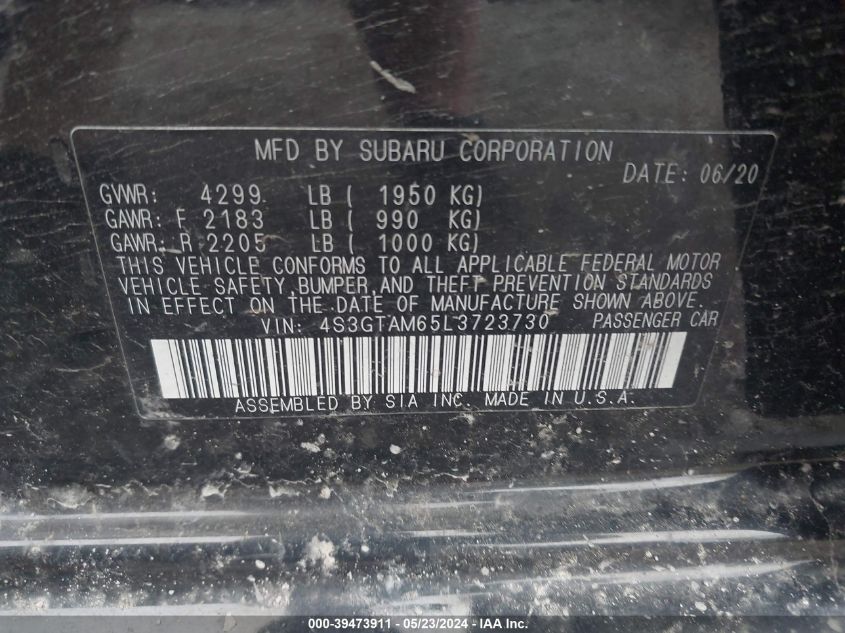 MFD BY SUBARU CORPORATION
DATE: 06/20
GVWR: 4299 LB ( 1950 KG)
GAWR: F 2183 LB ( 990 KG)
GAWR: R 2205 LB ( 1000 KG)
THIS VEHICLE CONFORMS TO ALL APPLICABLE FEDERAL MOTOR
VEHICLE SAFETY, BUMPER, AND THEFT PREVENTION STANDARDS
IN EFFECT ON THE DATE OF MANUFACTURE SHOWN ABOVE.
VIN: 4S3GTAM65L3723730 PASSENGER CAR
ASSEMBLED BY SIA INC. MADE IN U.S.A.
000-39473911 - 05/23/2024 - IAA Inc.